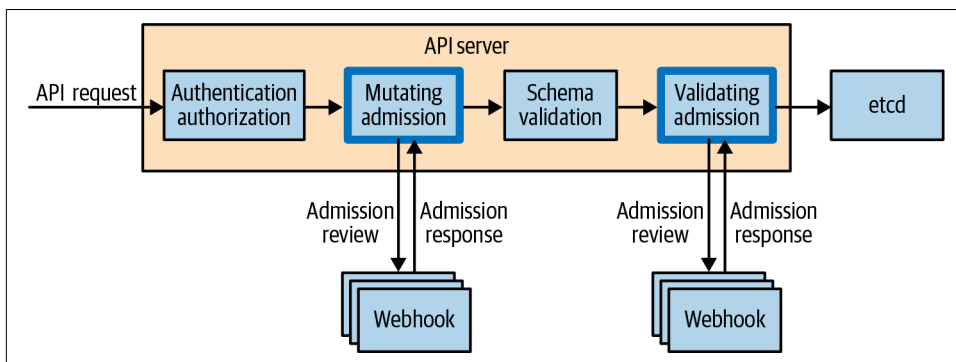 API server
API request
Authentication
authorization
Mutating
admission
Schema
validation
Validating
admission
etcd
Admission
review
Admission
response
Admission
review
Admission
response
Webhook
Webhook